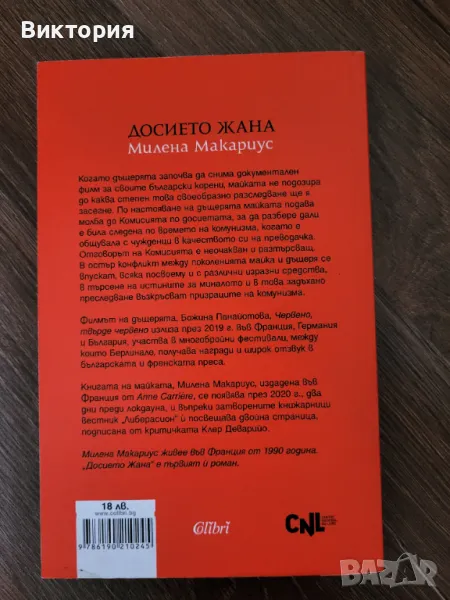 Виктория
ДОСИЕТО ЖАНА
Милена Макариус
Когато дъщерята започва да снима документален
филм за своите български корени, майката не подозира
до каква степен това своеобразно разследване ще я
засегне. По настояване на дъщерята майката подава
молба до Комисията по досиетата, за да разбере дали
е била следена по времето на комунизма, когато е
общувала с чужденци в качеството си на преводачка.
Отговорът на Комисията е неочакван и разтърсващ.
В остър конфликт между поколенията майка и дъщеря се
впускат, всяка посвоему и с различни изразни средства,
в търсене на истините за миналото и в това задъхано
преследване възкръсват призраците на комунизма.
Филмът на дъщерята, Божина Панайотова, Червено,
твърде червено излиза през 2019 г. във Франция, Германия
и България, участва в многобройни фестивали, между
които Берлинале, получава награди и широк отзвук в
българската и френската преса.
Книгата на майката, Милена Макариус, издадена във
Франция от Anne Carrière, се появява през 2020 г., два
дни преди локдауна, и въпреки затворените книжарници
вестник „Либерасион" ѝ посвещава двойна страница,
подписана от критичката Клер Деварийо.
Милена Макариус живее във Франция от 1990 година.
„Досието Жана" е първият ѝ роман.
18 лв.
www.colibri.bg
9 786190 210245
Colibri
CNL
bazar